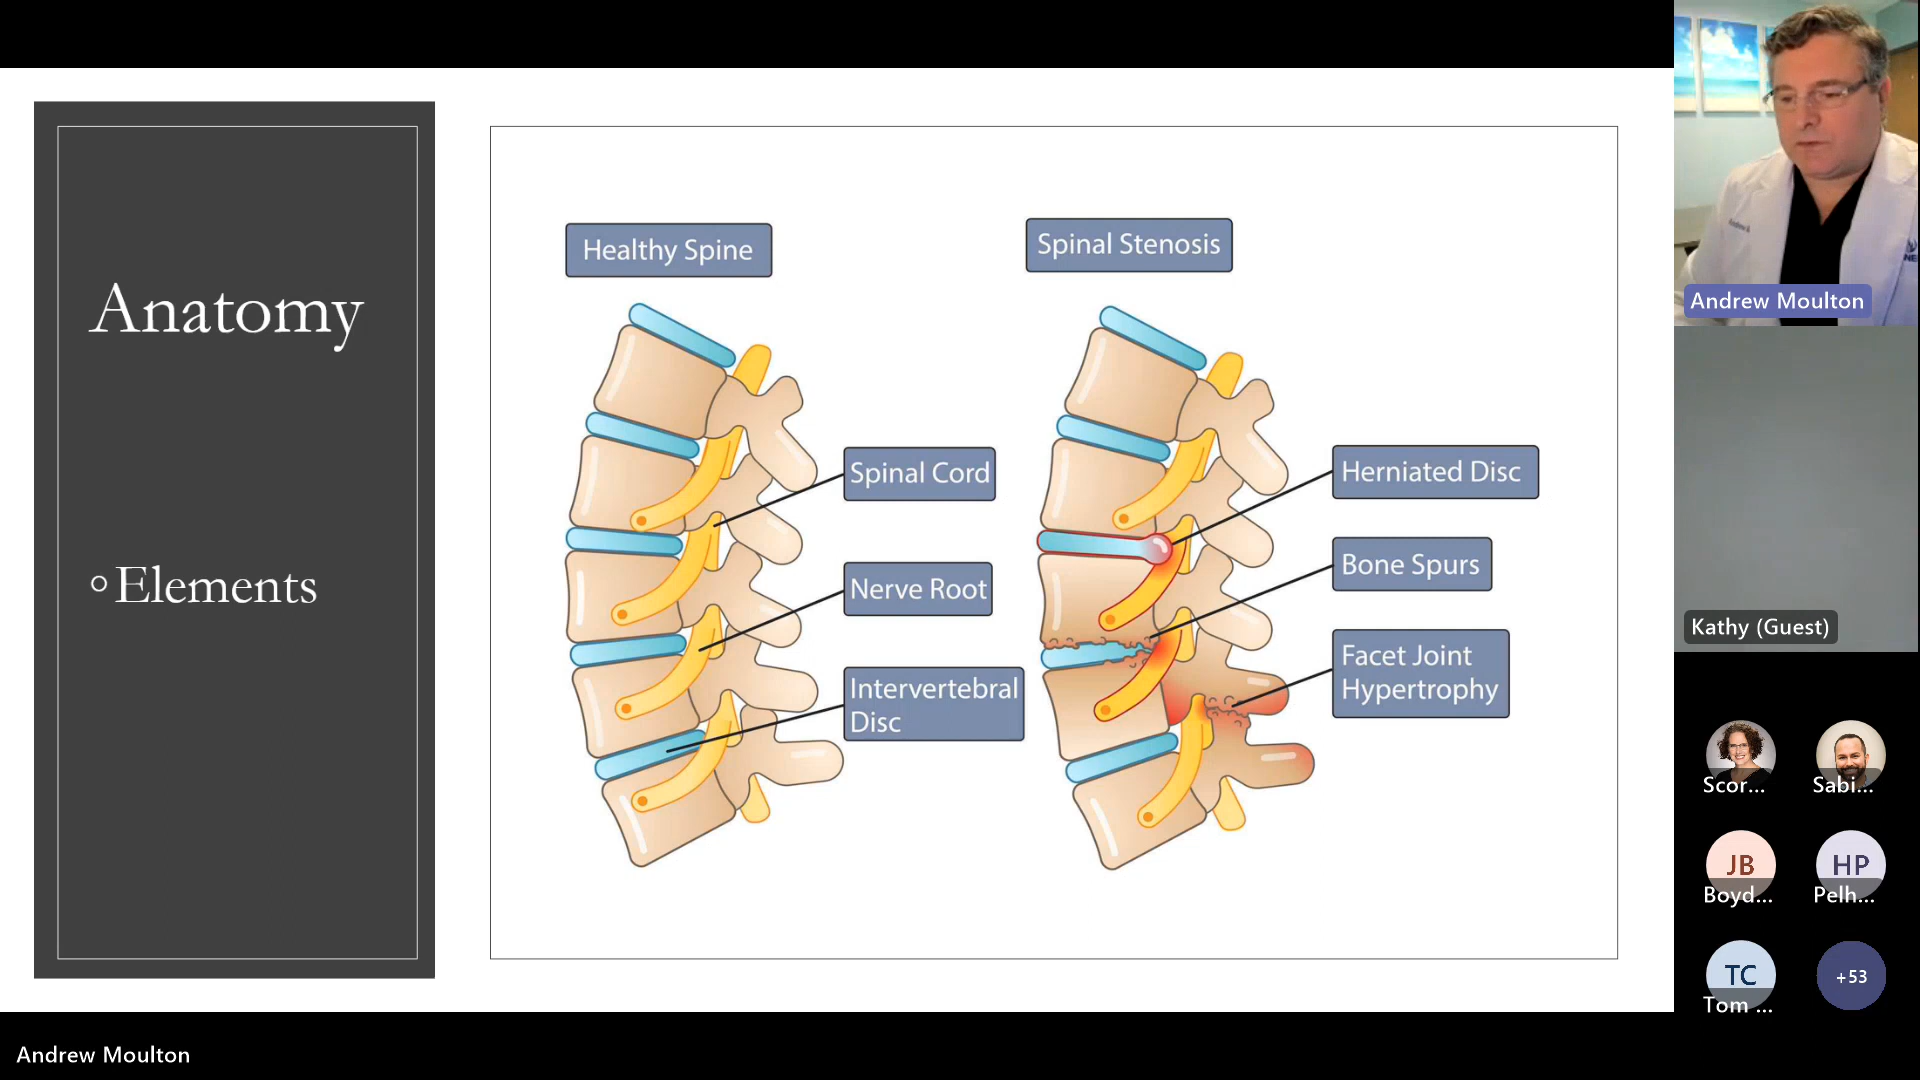 Anatomy
◦Elements
Healthy Spine
Spinal Cord
Nerve Root
Intervertebral
Disc
Spinal Stenosis
Herniated Disc
Bone Spurs
Facet Joint
Hypertrophy
Andrew Moulton
Kathy (Guest)
Scor...
Sabi...
JB
Boyd...
HP
Pelh...
TC
Tom ...
+53
Andrew Moulton